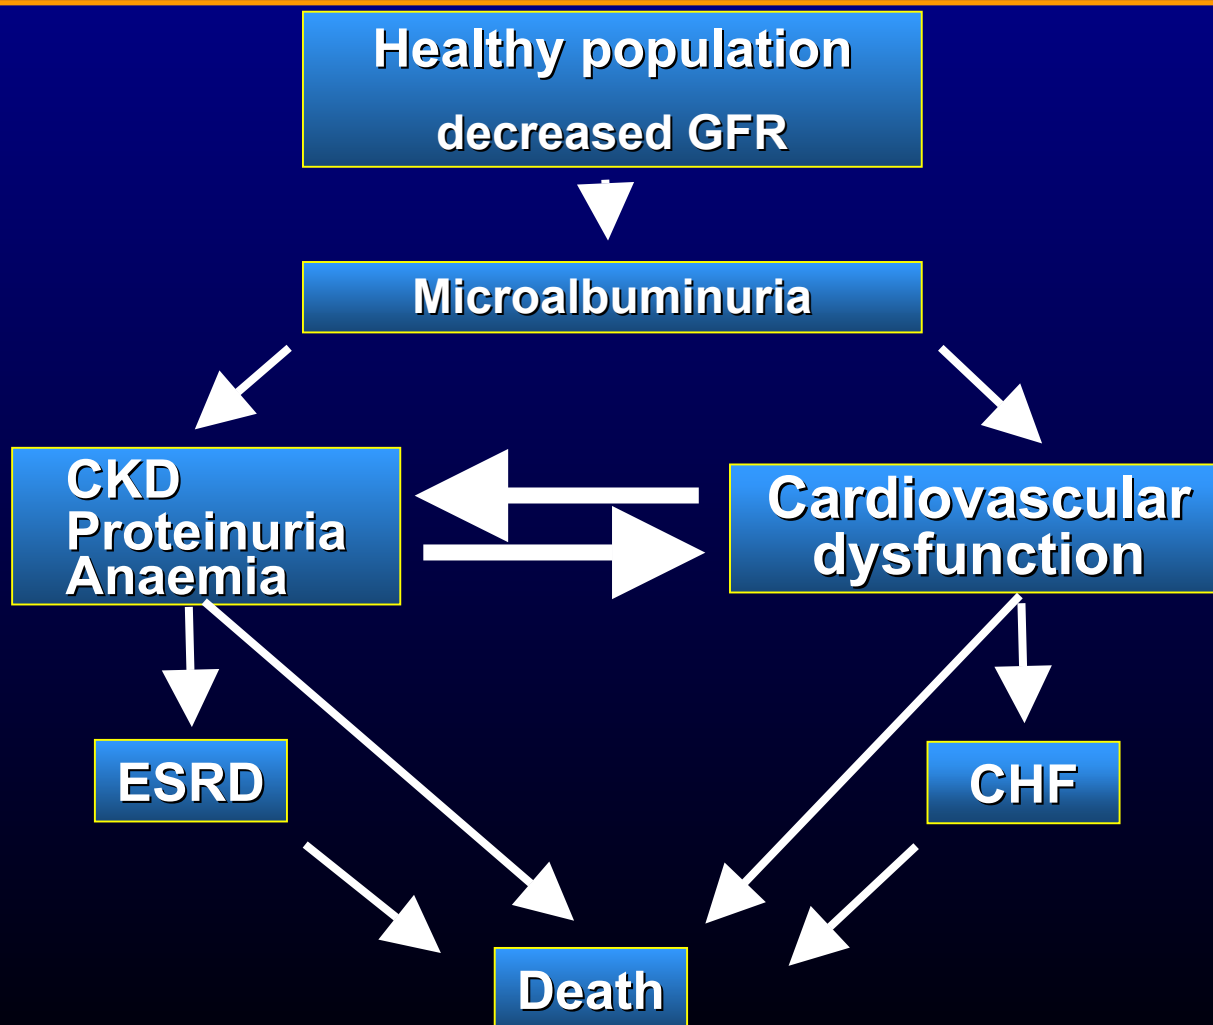 Healthy population
decreased GFR
Microalbuminuria
CKD
Proteinuria
Anaemia
Cardiovascular
dysfunction
ESRD
CHF
Death